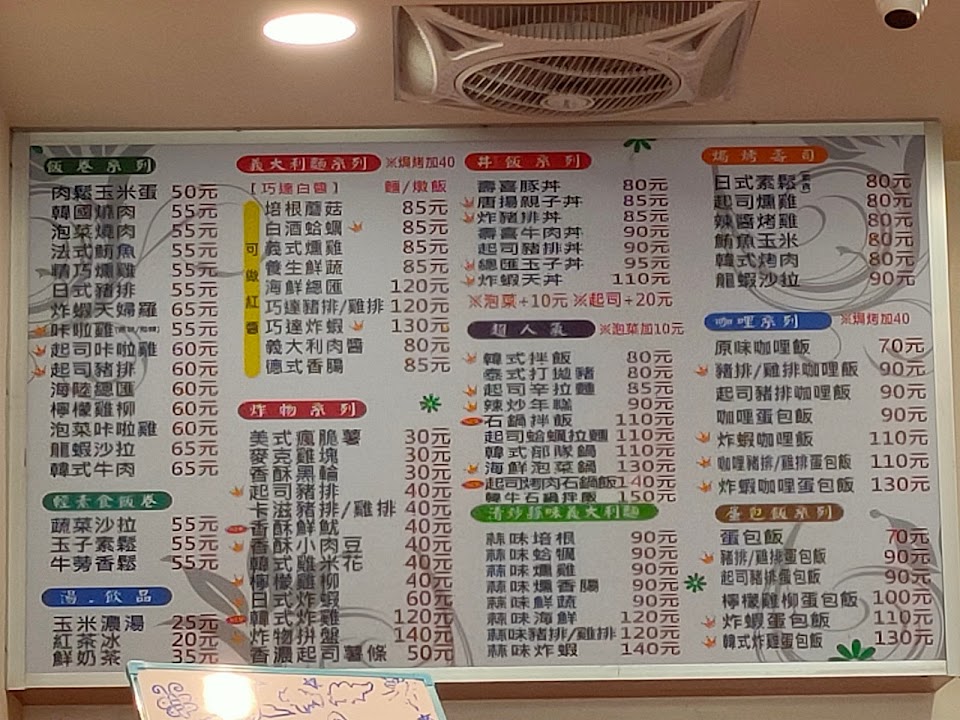 飯卷系列
肉鬆玉米蛋 50元
韓國燒肉 55元
泡菜燒肉 55元
法式鮪魚 55元
精巧燻雞 55元
日式豬排 55元
炸蝦天婦羅 65元
咔啦雞 55元
起司咔啦雞 60元
起司豬排 60元
海陸總匯 60元
檸檬雞柳 60元
泡菜咔啦雞 60元
龍蝦沙拉 65元
韓式牛肉 65元
輕素食飯卷
蔬菜沙拉 55元
玉子素鬆 55元
牛蒡香鬆 55元
湯.飲品
玉米濃湯 25元
紅茶冰 20元
鮮奶茶 35元
義大利麵系列 ※焗烤加40
[巧達白醬] 麵/燉飯
可做紅醬
培根蘑菇 85元
白酒蛤蠣 85元
義式燻雞 85元
養生鮮蔬 85元
海鮮總匯 120元
巧達豬排/雞排 120元
巧達炸蝦 130元
義大利肉醬 80元
德式香腸 85元
炸物系列
美式瘋脆薯 30元
麥克雞塊 30元
香酥黑輪 30元
起司豬排 40元
卡滋豬排/雞排 40元
香酥鮮魷 40元
香酥小肉豆 40元
韓式雞米花 40元
檸檬雞柳 40元
日式炸蝦 60元
韓式炸雞 120元
炸物拼盤 140元
香濃起司薯條 50元
丼飯系列
壽喜豚丼 80元
唐揚親子丼 85元
炸豬排丼 85元
壽喜牛肉丼 90元
起司豬排丼 90元
總匯玉子丼 95元
炸蝦天丼 110元
※泡菜+10元 ※起司+20元
超人氣 ※泡菜加10元
韓式拌飯 80元
泰式打拋豬 80元
起司辛拉麵 85元
辣炒年糕 90元
石鍋拌飯 110元
起司蛤蠣拉麵 110元
韓式部隊鍋 110元
海鮮泡菜鍋 130元
起司烤肉石鍋飯 140元
韓牛石鍋拌飯 150元
清炒蒜味義大利麵
蒜味培根 90元
蒜味蛤蠣 90元
蒜味燻雞 90元
蒜味燻香腸 90元
蒜味鮮蔬 90元
蒜味海鮮 120元
蒜味豬排/雞排 120元
蒜味炸蝦 140元
焗烤壽司
日式素鬆 80元
起司燻雞 80元
辣醬烤雞 80元
鮪魚玉米 80元
韓式烤肉 80元
龍蝦沙拉 90元
咖哩系列 ※焗烤加40
原味咖哩飯 70元
豬排/雞排咖哩飯 90元
起司豬排咖哩飯 90元
咖哩蛋包飯 90元
炸蝦咖哩飯 110元
咖哩豬排/雞排蛋包飯 110元
炸蝦咖哩蛋包飯 130元
蛋包飯系列
蛋包飯 70元
豬排/雞排蛋包飯 90元
起司豬排蛋包飯 90元
檸檬雞柳蛋包飯 100元
炸蝦蛋包飯 110元
韓式炸雞蛋包飯 130元